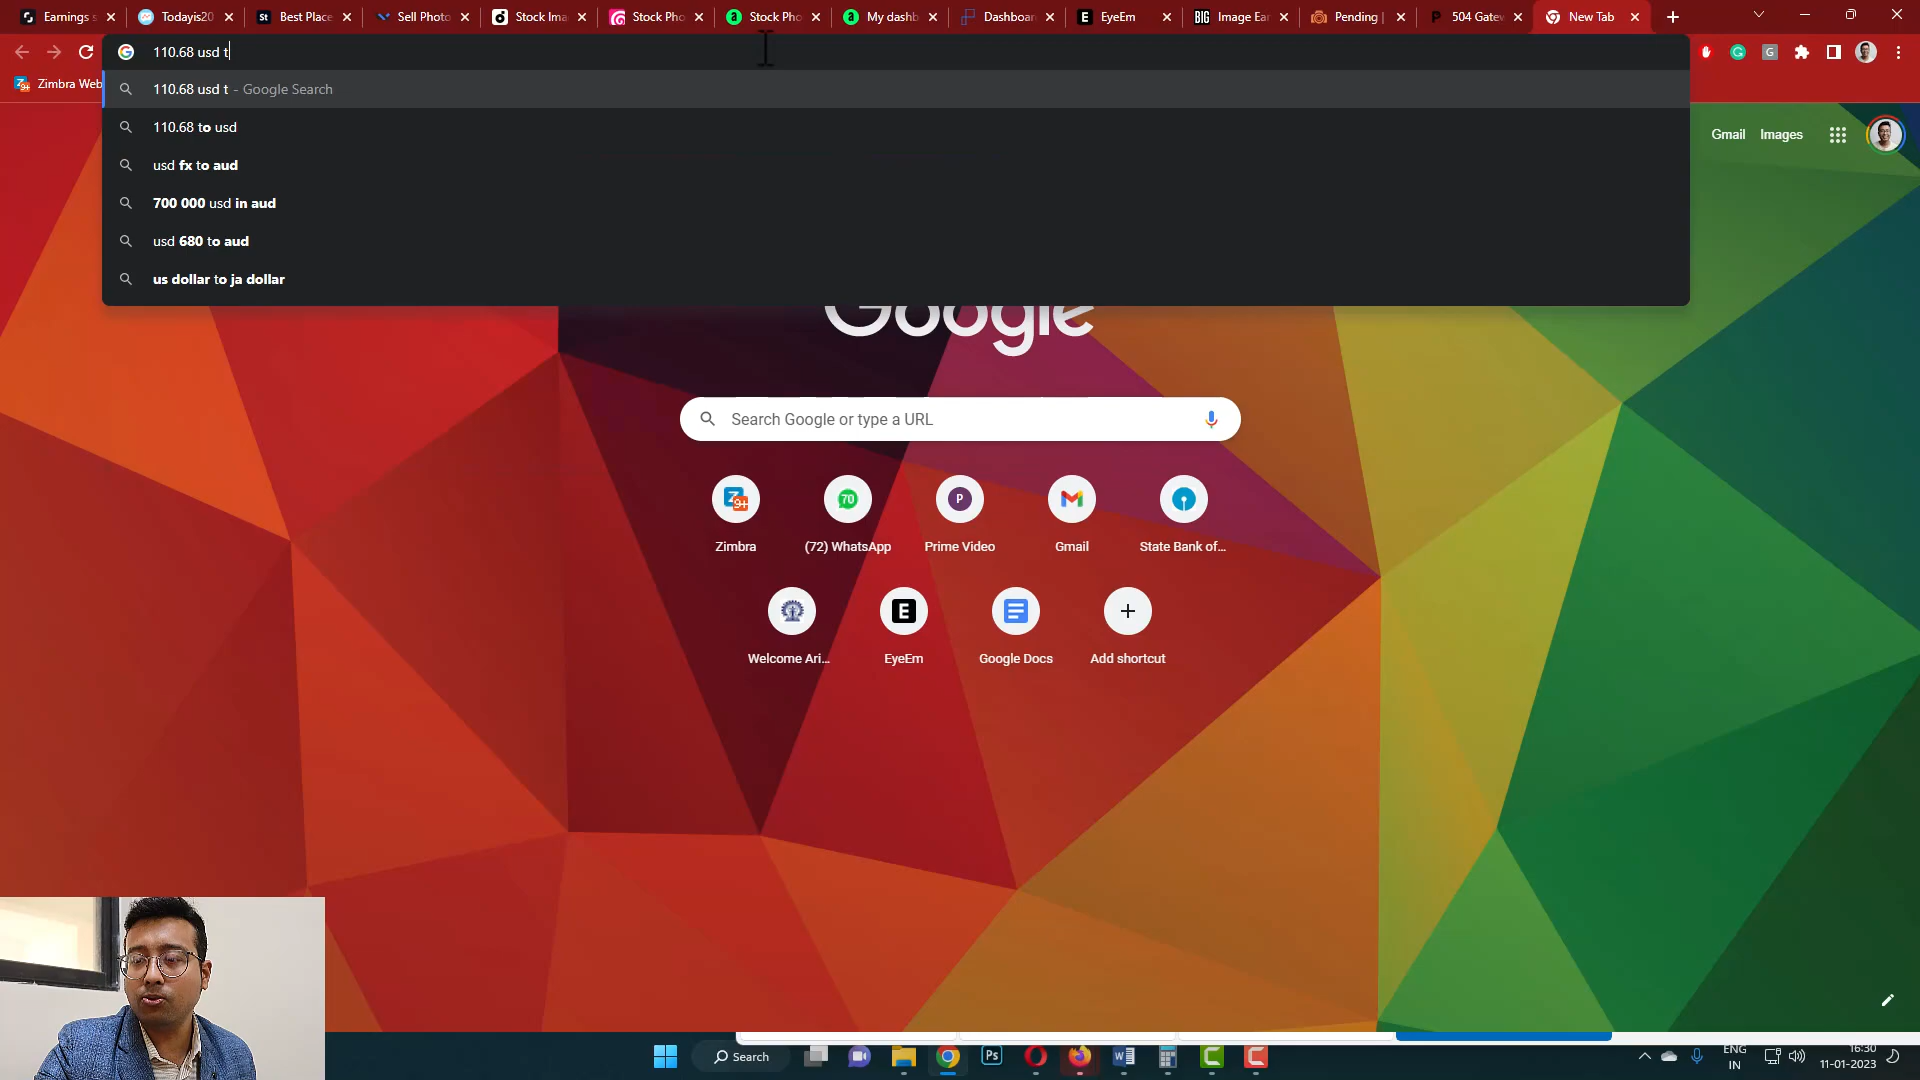 Earnings s
Todayis20
Best Place
Sell Photo
Stock Ima
Stock Pho
Stock Pho
My dashb
Dashboar
EyeEm
BIG Image Ear
Pending |
504 Gatew
New Tab
110.68 usd t
Zimbra Web
110.68 usd t - Google Search
110.68 to usd
usd fx to aud
700 000 usd in aud
usd 680 to aud
us dollar to ja dollar
Gmail Images
Google
Search Google or type a URL
Zimbra
(72) WhatsApp
Prime Video
Gmail
State Bank of...
Welcome Ari...
EyeEm
Google Docs
Add shortcut
Search
ENG
IN
16:30
11-01-2023